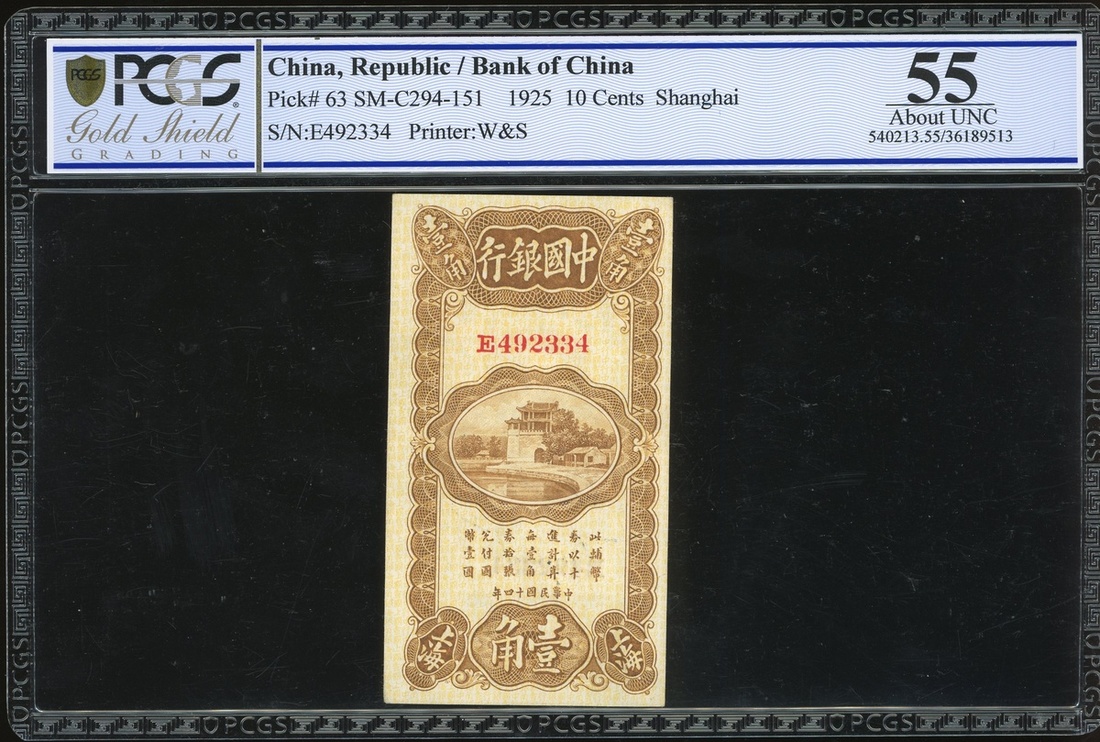 PCGS
PCGS
Gold Shield
GRADING
China, Republic / Bank of China
Pick# 63 SM-C294-151 1925 10 Cents Shanghai
S/N:E492334 Printer:W&S
55
About UNC
540213.55/36189513
壹角
中國銀行
壹角
E492334
此輔幣
券以十
進計算
每壹角
券拾張
兌付國
幣壹圓
中華民國十四年
上海
壹角
上海